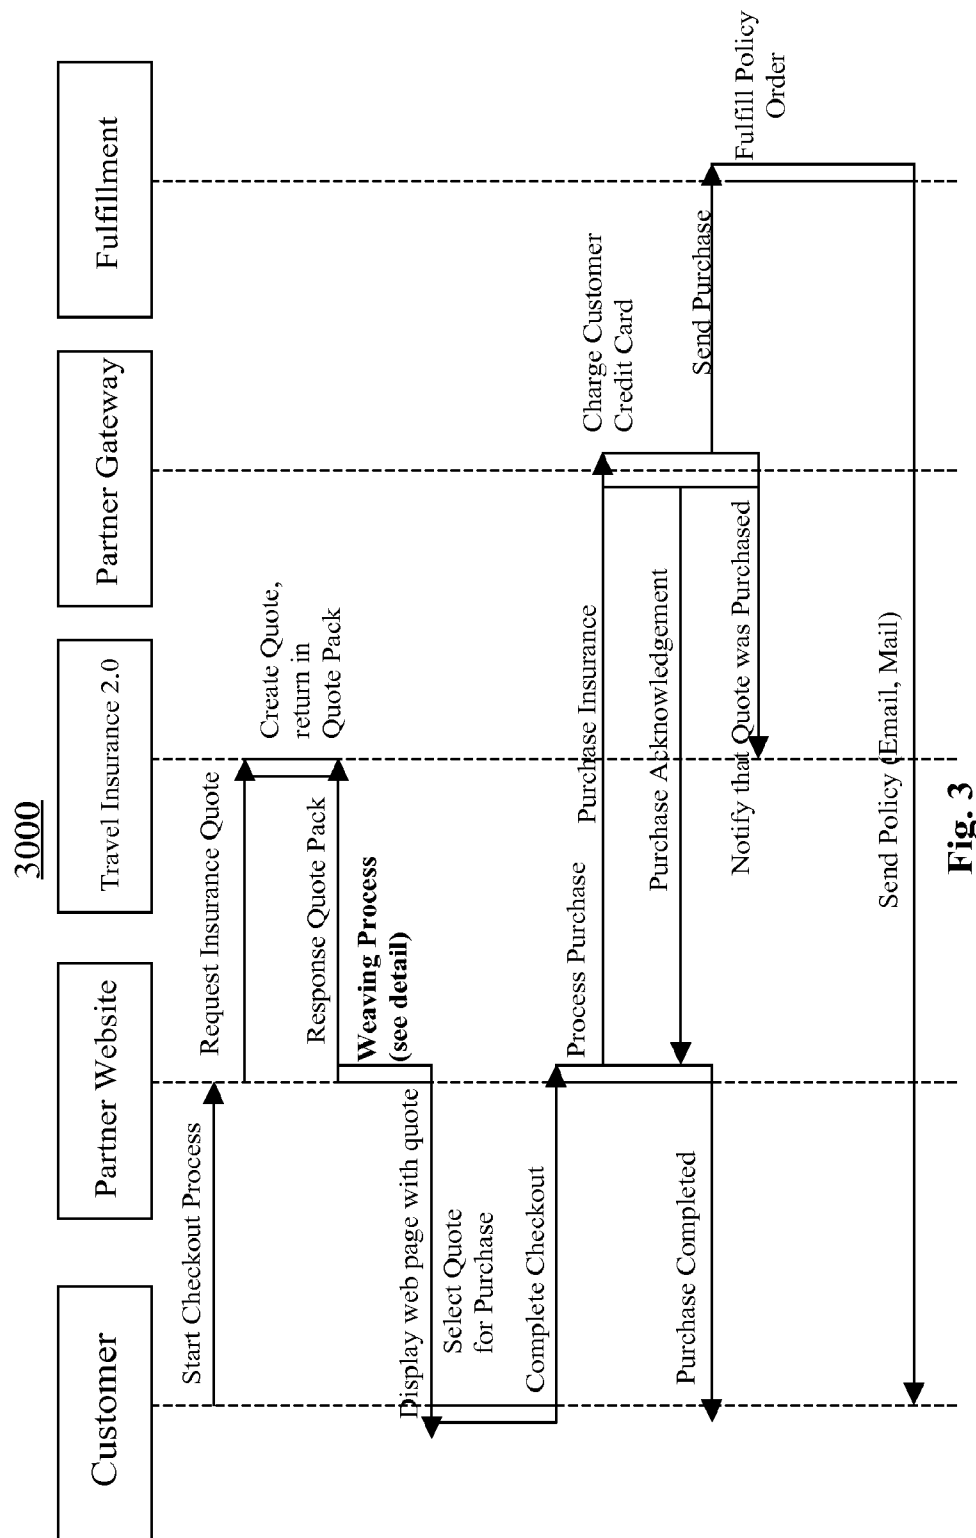 3000
Customer
Partner Website
Travel Insurance 2.0
Partner Gateway
Fulfillment
Start Checkout Process
Request Insurance Quote
Create Quote,
return in
Quote Pack
Response Quote Pack
Weaving Process
(see detail)
Display web page with quote
Select Quote
for Purchase
Complete Checkout
Process Purchase
Purchase Insurance
Charge Customer
Credit Card
Purchase Acknowledgement
Send Purchase
Purchase Completed
Notify that Quote was Purchased
Fulfill Policy
Order
Send Policy (Email, Mail)
Fig. 3